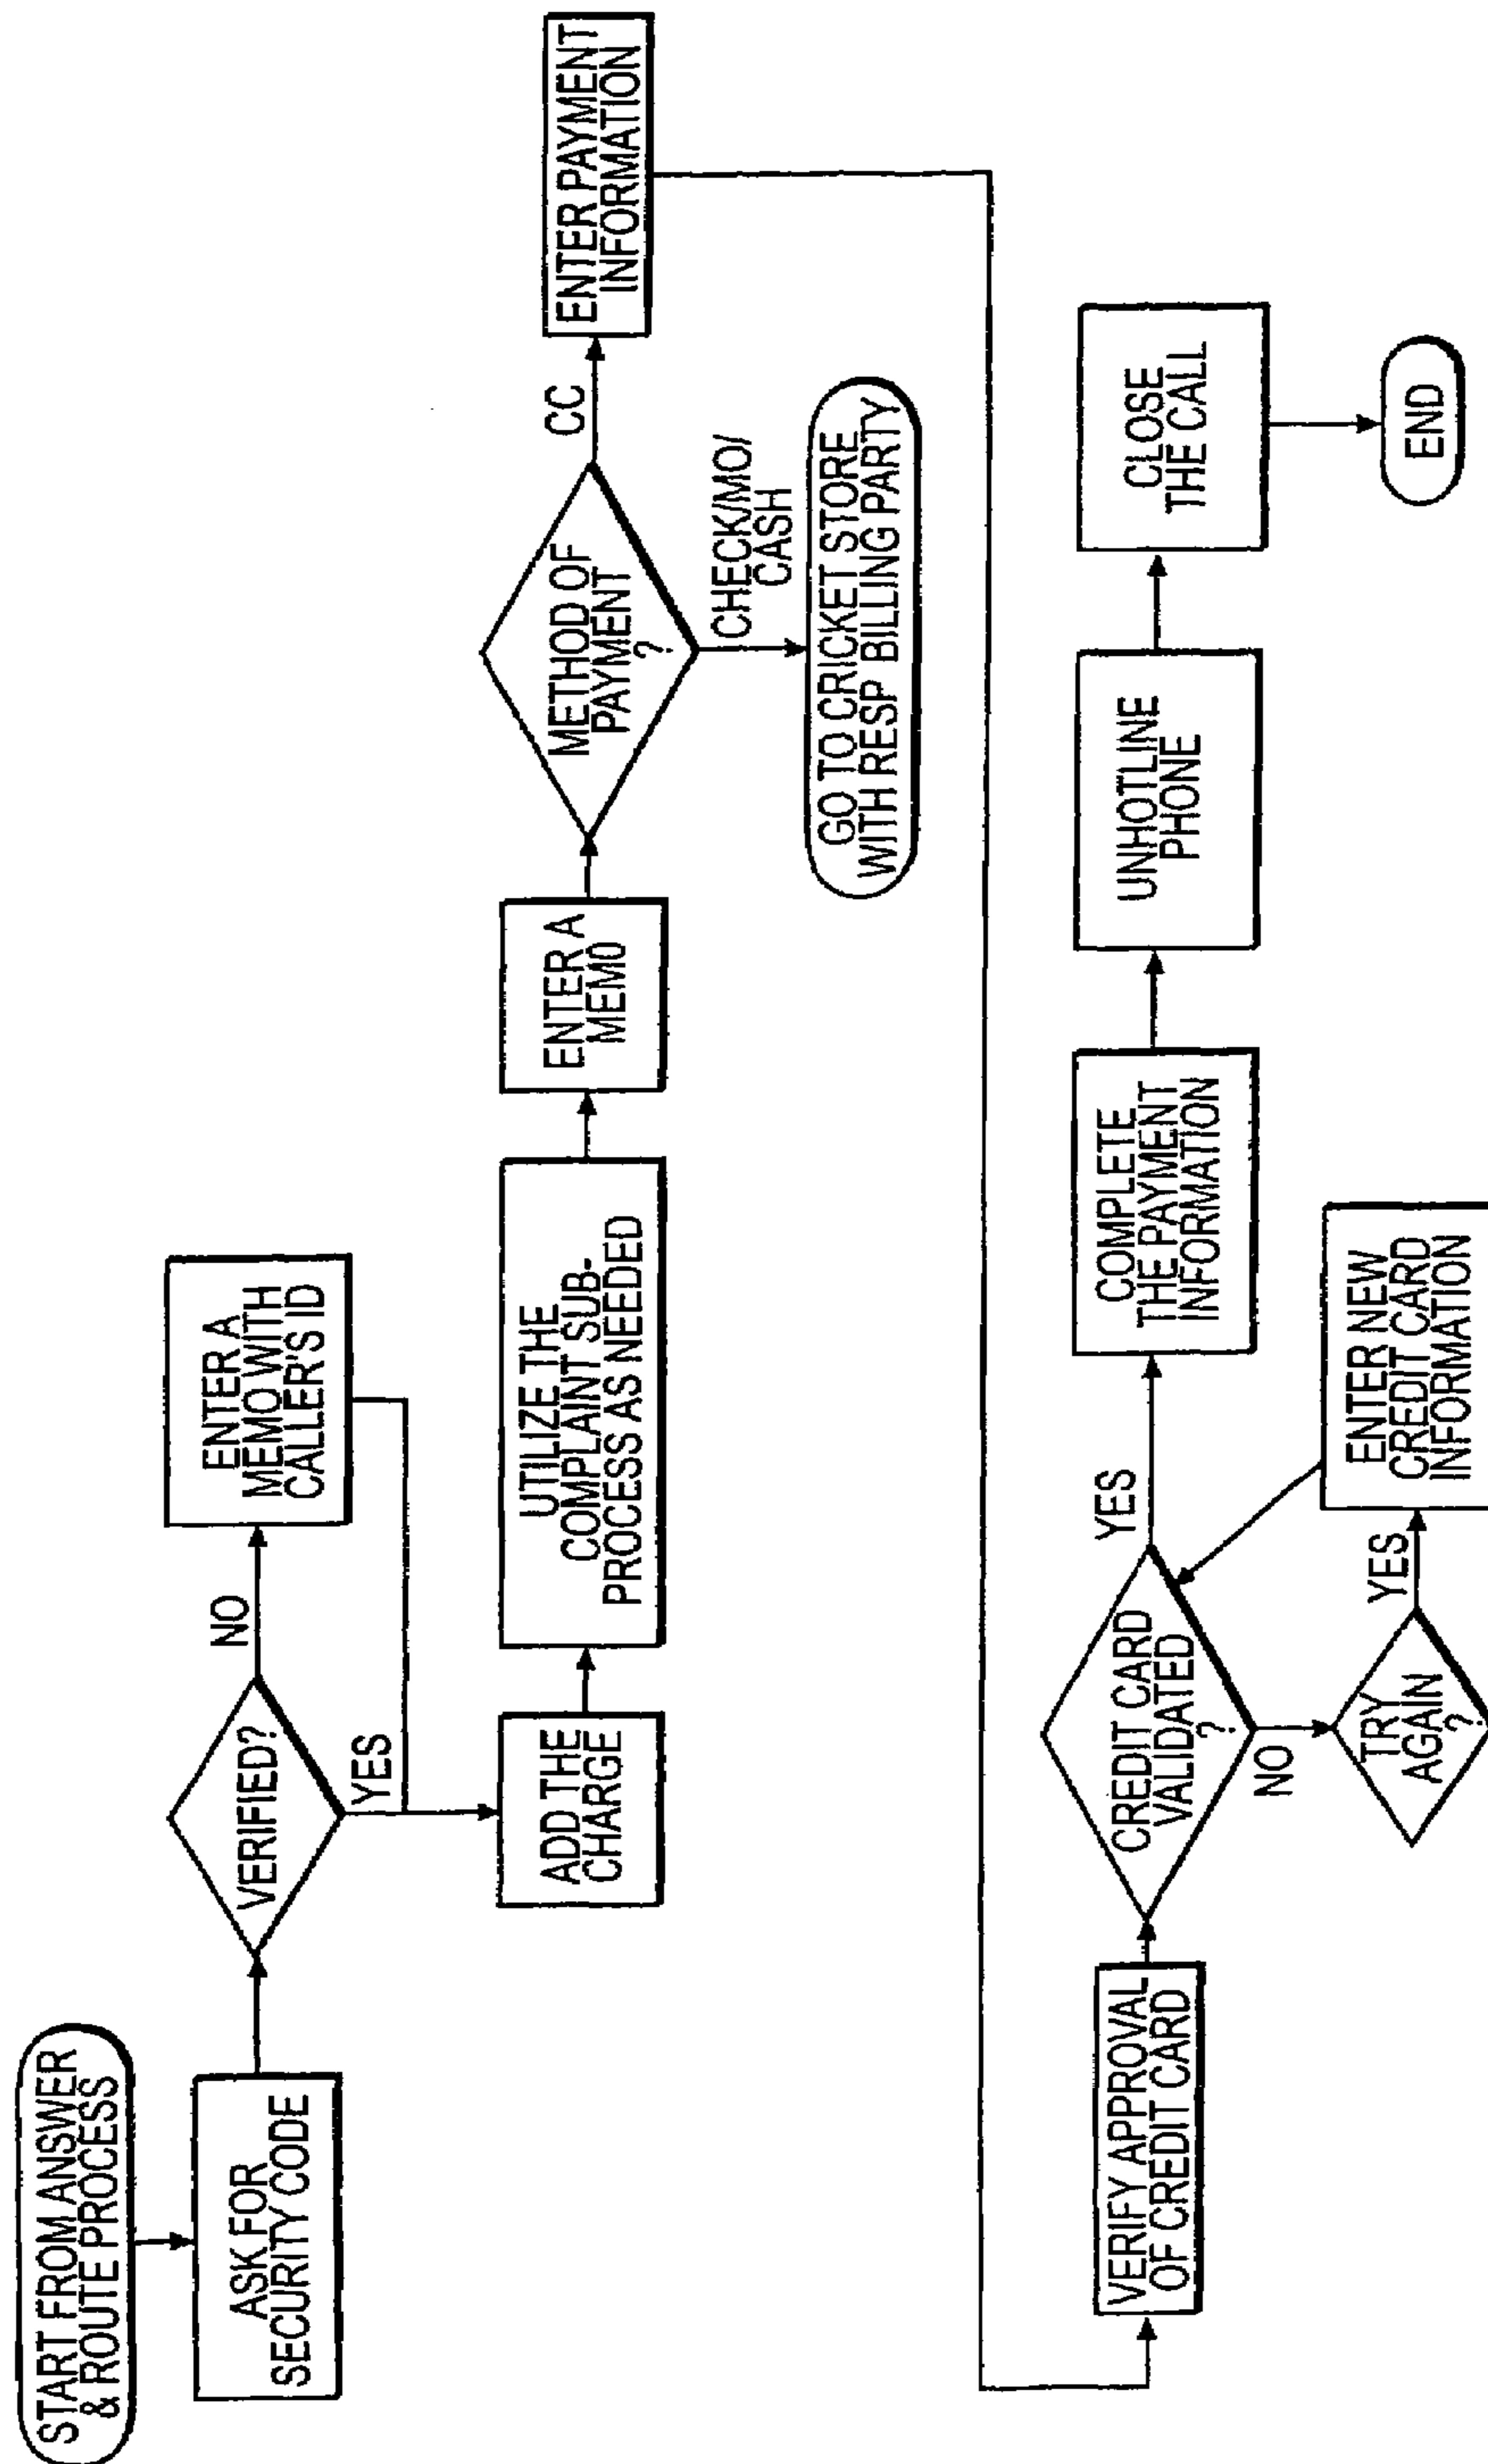 START FROM ANSWER
& ROUTE PROCESS
ASK FOR
SECURITY CODE
VERIFIED?
NO
ENTER A
MEMO WITH
CALLER'S ID
YES
ADD THE
CHARGE
UTILIZE THE
COMPLAINT SUB-
PROCESS AS NEEDED
ENTER A
MEMO
METHOD OF
PAYMENT
?
CC
ENTER PAYMENT
INFORMATION
CHECK/MO/
CASH
GO TO CRICKET STORE
WITH RESP BILLING PARTY
VERIFY APPROVAL
OF CREDIT CARD
CREDIT CARD
VALIDATED
?
YES
COMPLETE
THE PAYMENT
INFORMATION
UNHOTLINE
PHONE
CLOSE
THE CALL
END
NO
TRY
AGAIN
?
YES
ENTER NEW
CREDIT CARD
INFORMATION